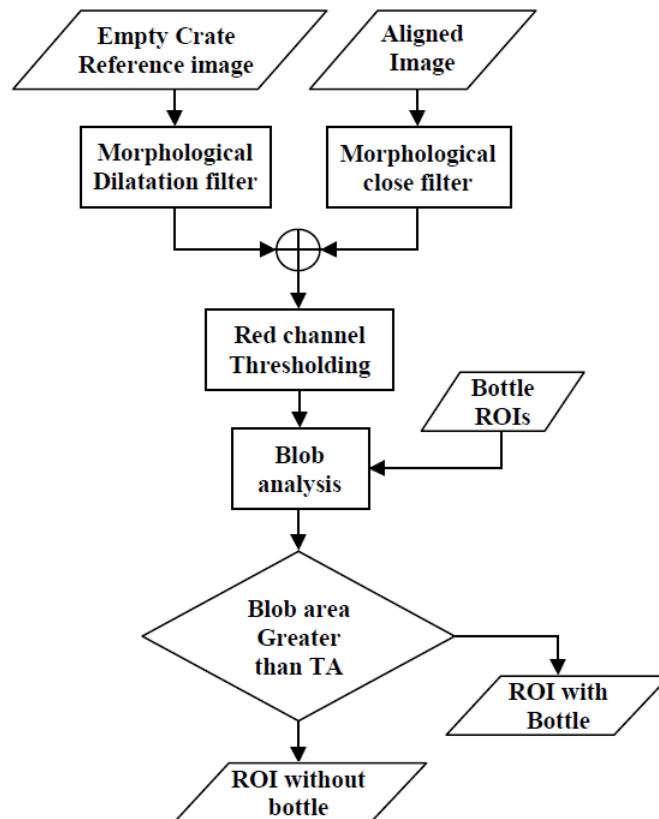 Empty Crate
Reference image
Aligned
Image
Morphological
Dilatation filter
Morphological
close filter
Red channel
Thresholding
Bottle
ROIs
Blob
analysis
Blob area
Greater
than TA
ROI with
Bottle
ROI without
bottle